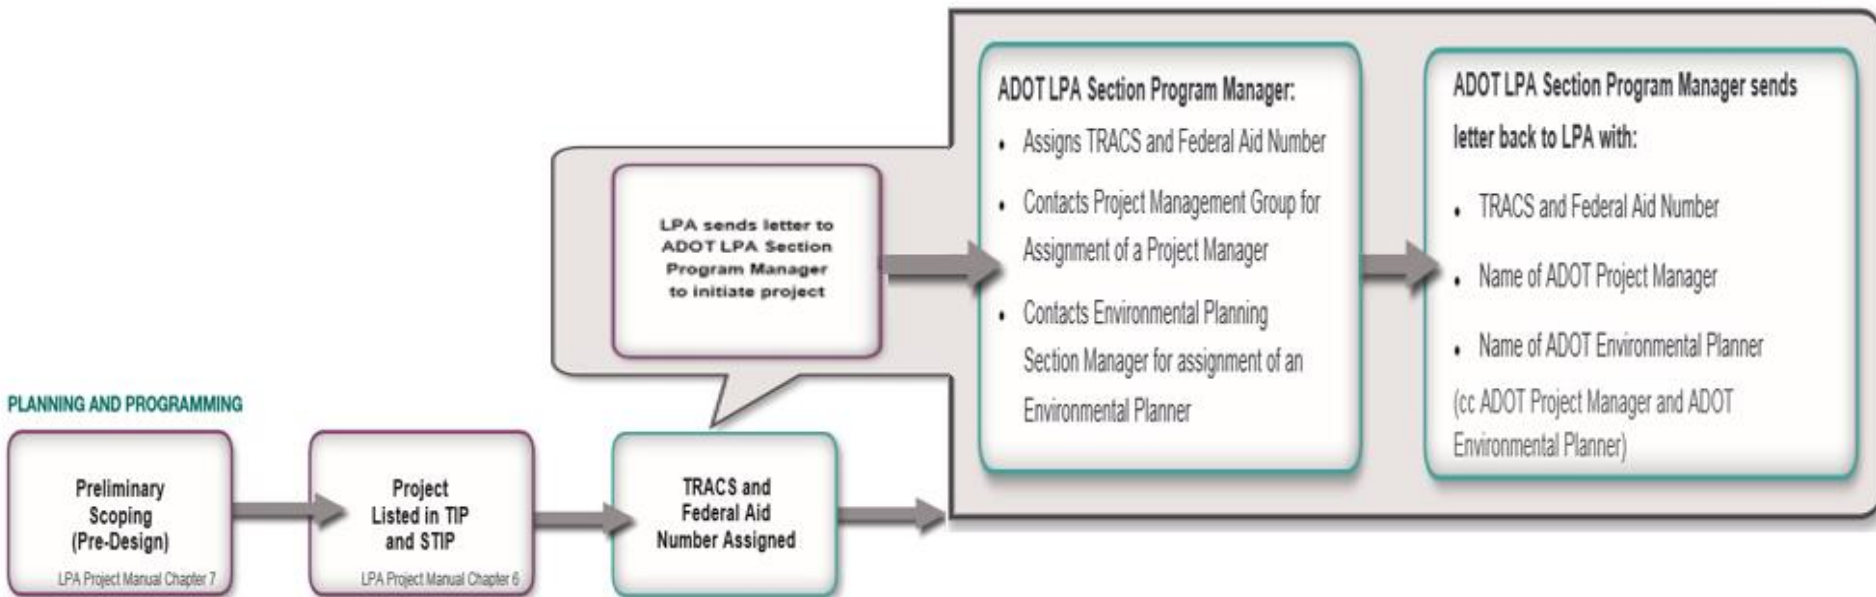 PLANNING AND PROGRAMMING
Preliminary
Scoping
(Pre-Design)
LPA Project Manual Chapter 7
Project
Listed in TIP
and STIP
LPA Project Manual Chapter 6
TRACS and
Federal Aid
Number Assigned
LPA sends letter to
ADOT LPA Section
Program Manager
to initiate project
ADOT LPA Section Program Manager:
• Assigns TRACS and Federal Aid Number
• Contacts Project Management Group for
Assignment of a Project Manager
• Contacts Environmental Planning
Section Manager for assignment of an
Environmental Planner
ADOT LPA Section Program Manager sends
letter back to LPA with:
• TRACS and Federal Aid Number
• Name of ADOT Project Manager
• Name of ADOT Environmental Planner
(cc ADOT Project Manager and ADOT
Environmental Planner)